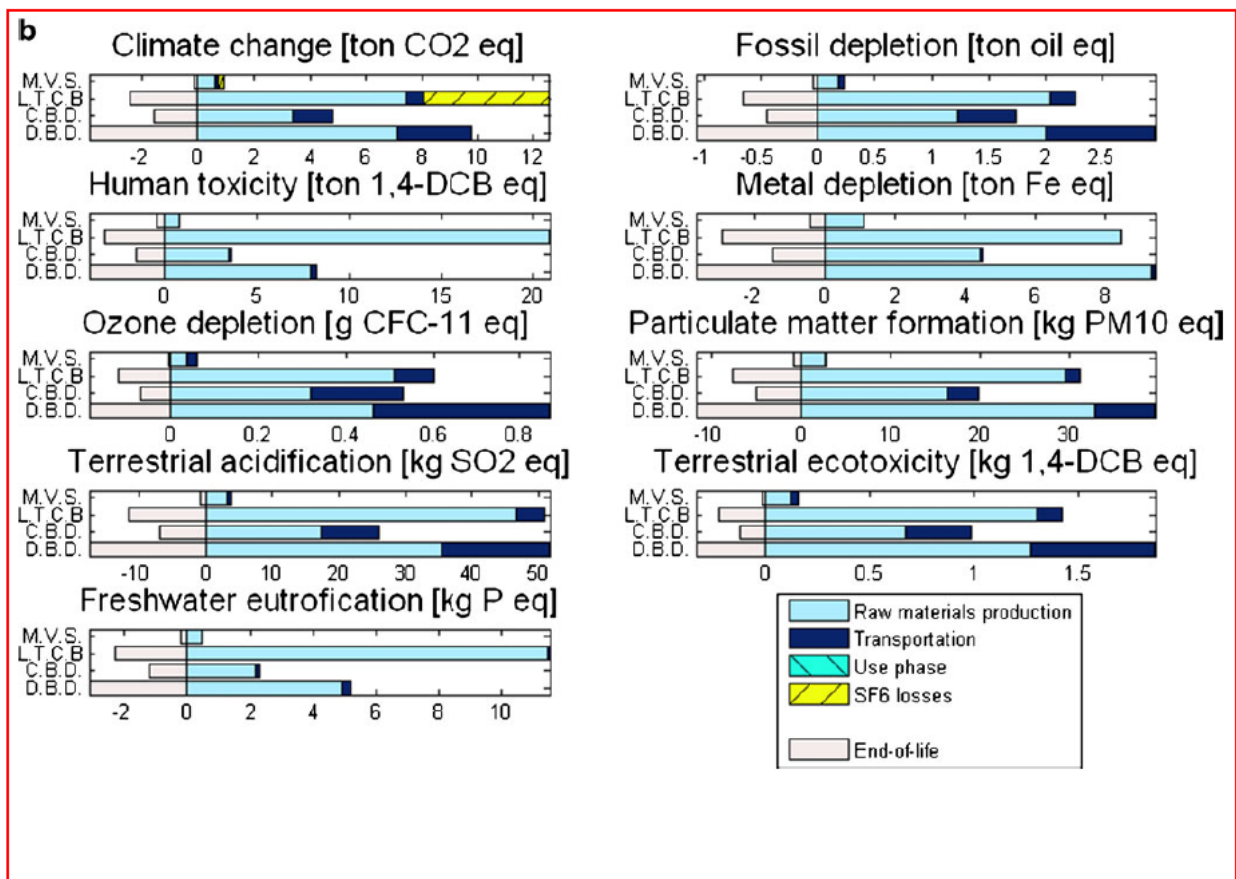 b
Climate change [ton CO2 eq]
M.V.S.
L.T.C.B
C.B.D.
D.B.D.
-2 0 2 4 6 8 10 12
Fossil depletion [ton oil eq]
M.V.S.
L.T.C.B
C.B.D.
D.B.D.
-1 -0.5 0 0.5 1 1.5 2 2.5
Human toxicity [ton 1,4-DCB eq]
M.V.S.
L.T.C.B
C.B.D.
D.B.D.
0 5 10 15 20
Metal depletion [ton Fe eq]
M.V.S.
L.T.C.B
C.B.D.
D.B.D.
-2 0 2 4 6 8
Ozone depletion [g CFC-11 eq]
M.V.S.
L.T.C.B
C.B.D.
D.B.D.
0 0.2 0.4 0.6 0.8
Particulate matter formation [kg PM10 eq]
M.V.S.
L.T.C.B
C.B.D.
D.B.D.
-10 0 10 20 30
Terrestrial acidification [kg SO2 eq]
M.V.S.
L.T.C.B
C.B.D.
D.B.D.
-10 0 10 20 30 40 50
Terrestrial ecotoxicity [kg 1,4-DCB eq]
M.V.S.
L.T.C.B
C.B.D.
D.B.D.
0 0.5 1 1.5
Freshwater eutrofication [kg P eq]
M.V.S.
L.T.C.B
C.B.D.
D.B.D.
-2 0 2 4 6 8 10
Raw materials production
Transportation
Use phase
SF6 losses
End-of-life